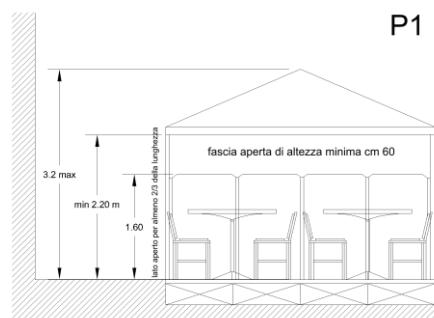 P1
fascia aperta di altezza minima cm 60
3.2 max
min 2.20 m
1.60
lato aperto per almeno 2/3 della lunghezza